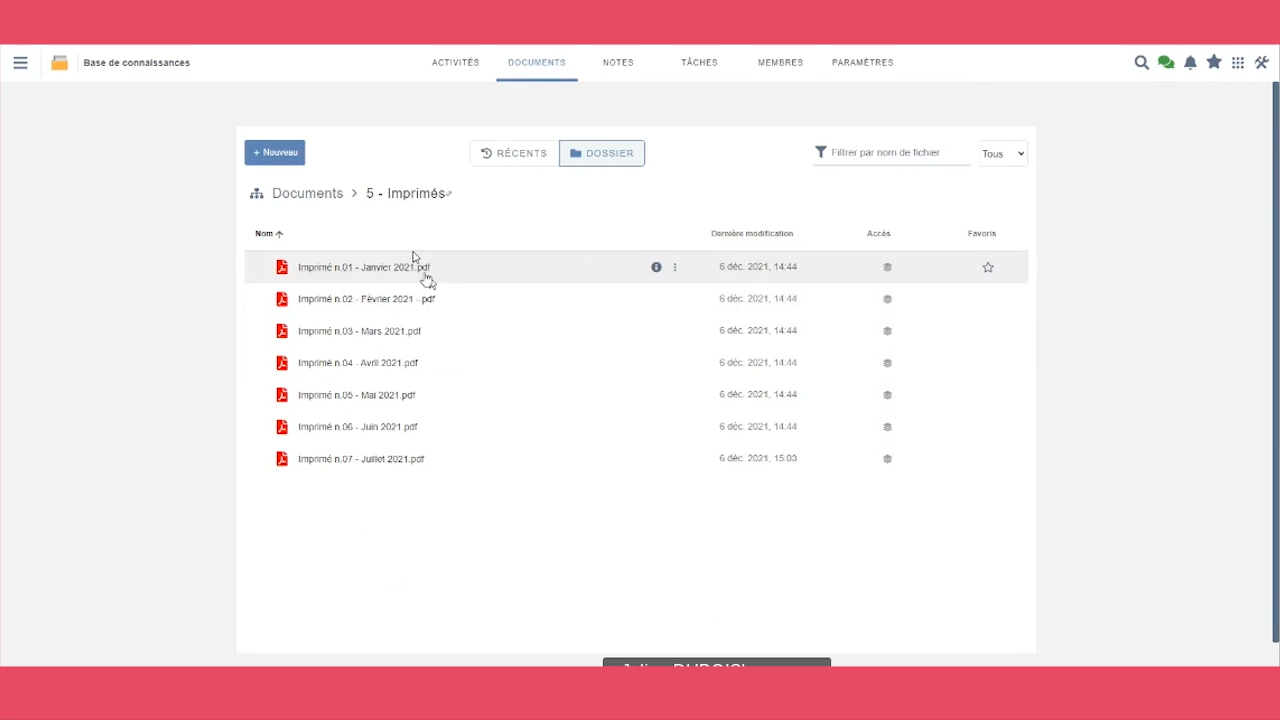 Base de connaissances
ACTIVITÉS DOCUMENTS NOTES TÂCHES MEMBRES PARAMÈTRES
+ Nouveau RÉCENTS DOSSIER Filtrer par nom de fichier Tous
Documents > 5 - Imprimés
Nom Dernière modification Accès Favoris
Imprimé n.01 - Janvier 2021.pdf 6 déc. 2021, 14:44
Imprimé n.02 - Février 2021 - .pdf 6 déc. 2021, 14:44
Imprimé n.03 - Mars 2021.pdf 6 déc. 2021, 14:44
Imprimé n.04 - Avril 2021.pdf 6 déc. 2021, 14:44
Imprimé n.05 - Mai 2021.pdf 6 déc. 2021, 14:44
Imprimé n.06 - Juin 2021.pdf 6 déc. 2021, 14:44
Imprimé n.07 - Juillet 2021.pdf 6 déc. 2021, 15:03